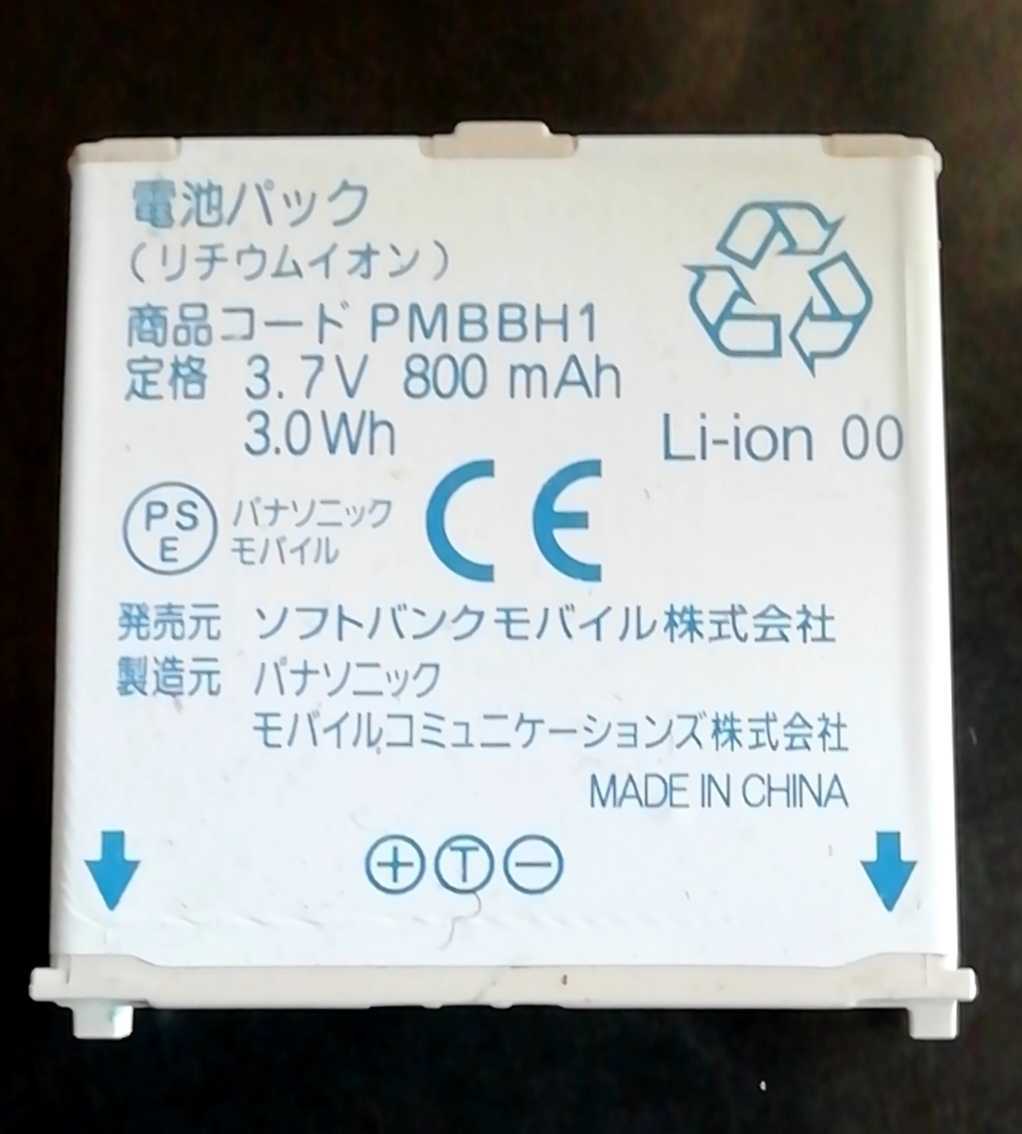 電池パック
(リチウムイオン)
商品コード PMBBH1
定格 3.7V 800 mAh
3.0Wh
Li-ion 00
PS
E
パナソニック
モバイル
CE
発売元 ソフトバンクモバイル株式会社
製造元 パナソニック
モバイルコミュニケーションズ株式会社
MADE IN CHINA
+ T −